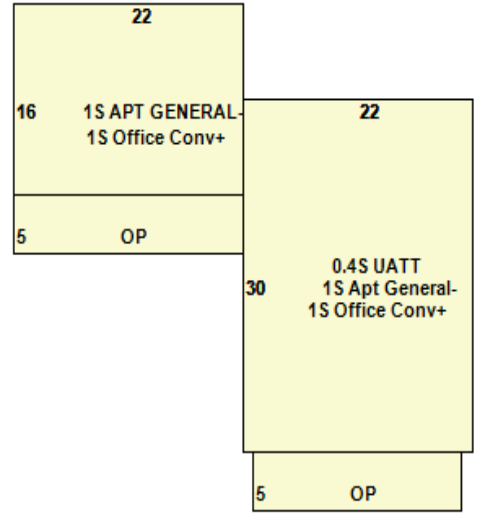 22
16
1S APT GENERAL-
1S Office Conv+
5
OP
22
30
0.4S UATT
1S Apt General-
1S Office Conv+
5
OP